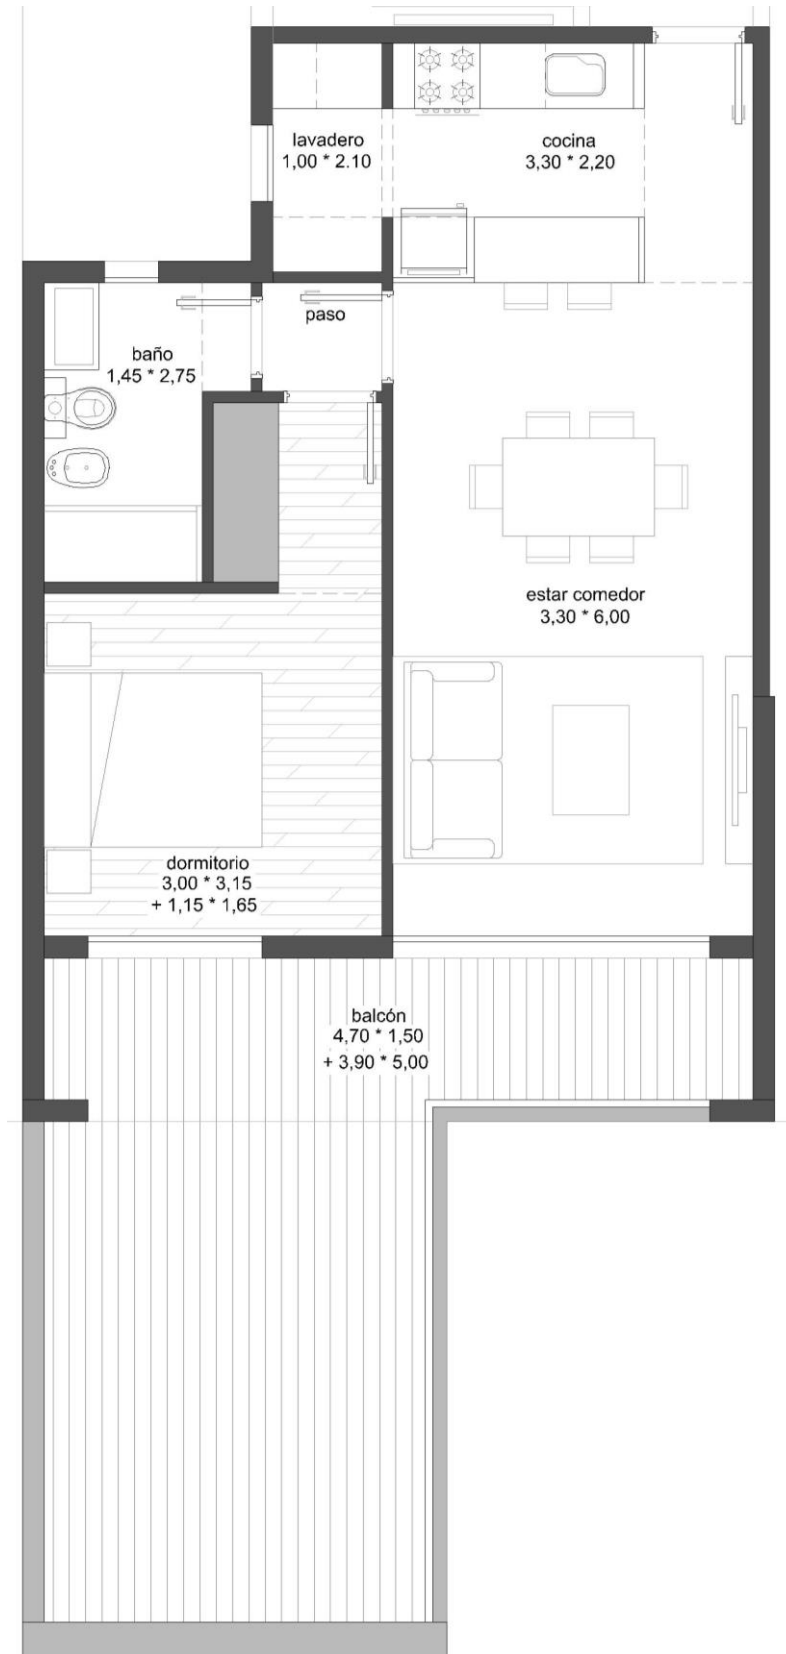 lavadero
1,00 * 2.10
cocina
3,30 * 2,20
paso
baño
1,45 * 2,75
estar comedor
3,30 * 6,00
dormitorio
3,00 * 3,15
+ 1,15 * 1,65
balcón
4,70 * 1,50
+ 3,90 * 5,00